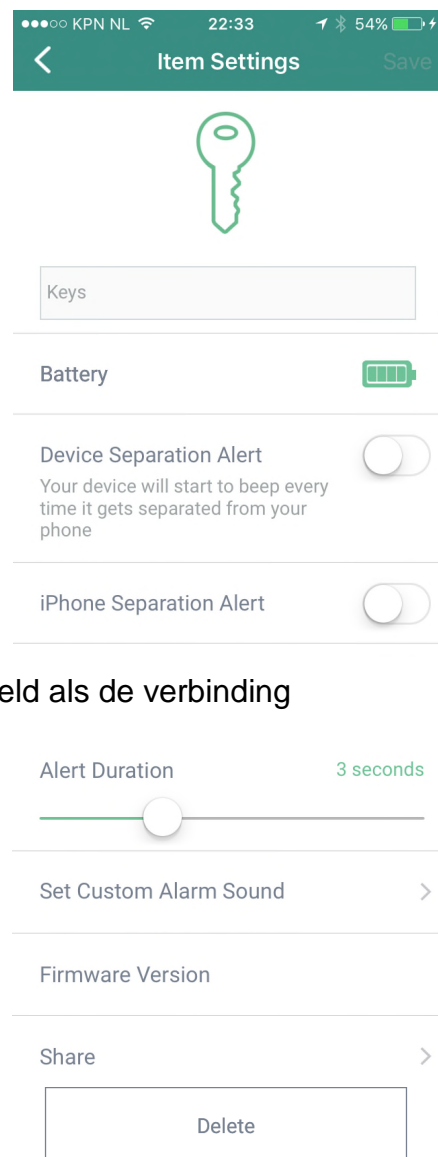 ●●●○○ KPN NL 22:33 54%
Item Settings Save
Keys
Battery
Device Separation Alert
Your device will start to beep every
time it gets separated from your
phone
iPhone Separation Alert
eld als de verbinding
Alert Duration 3 seconds
Set Custom Alarm Sound
Firmware Version
Share
Delete